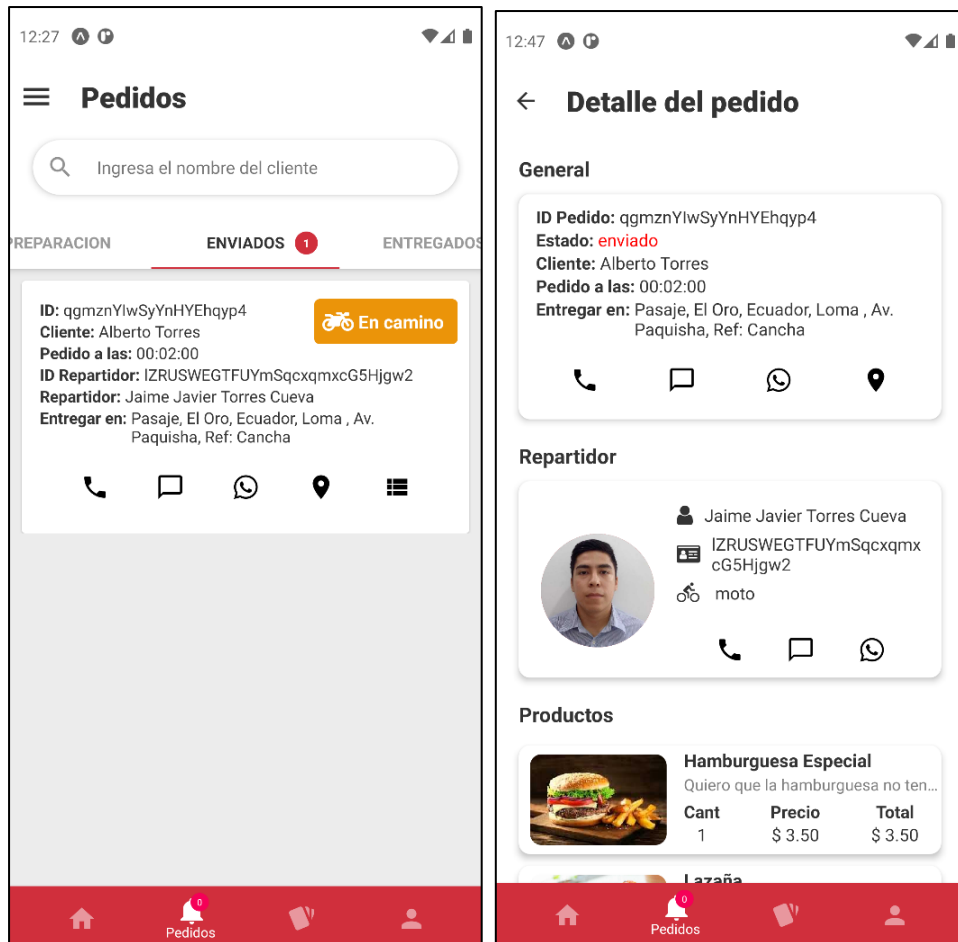 12:27
Pedidos
Ingresa el nombre del cliente
PREPARACION ENVIADOS 1 ENTREGADOS
ID: qgmznYIwSyYnHYEhqyp4
Cliente: Alberto Torres
Pedido a las: 00:02:00
ID Repartidor: lZRUSWEGTFUYmSqcxqmxcG5Hjgw2
Repartidor: Jaime Javier Torres Cueva
Entregar en: Pasaje, El Oro, Ecuador, Loma , Av.
Paquisha, Ref: Cancha
En camino
0
Pedidos
12:47
Detalle del pedido
General
ID Pedido: qgmznYIwSyYnHYEhqyp4
Estado: enviado
Cliente: Alberto Torres
Pedido a las: 00:02:00
Entregar en: Pasaje, El Oro, Ecuador, Loma , Av.
Paquisha, Ref: Cancha
Repartidor
Jaime Javier Torres Cueva
lZRUSWEGTFUYmSqcxqmx
cG5Hjgw2
moto
Productos
Hamburguesa Especial
Quiero que la hamburguesa no ten...
Cant Precio Total
1 $ 3.50 $ 3.50
Lazaña
0
Pedidos